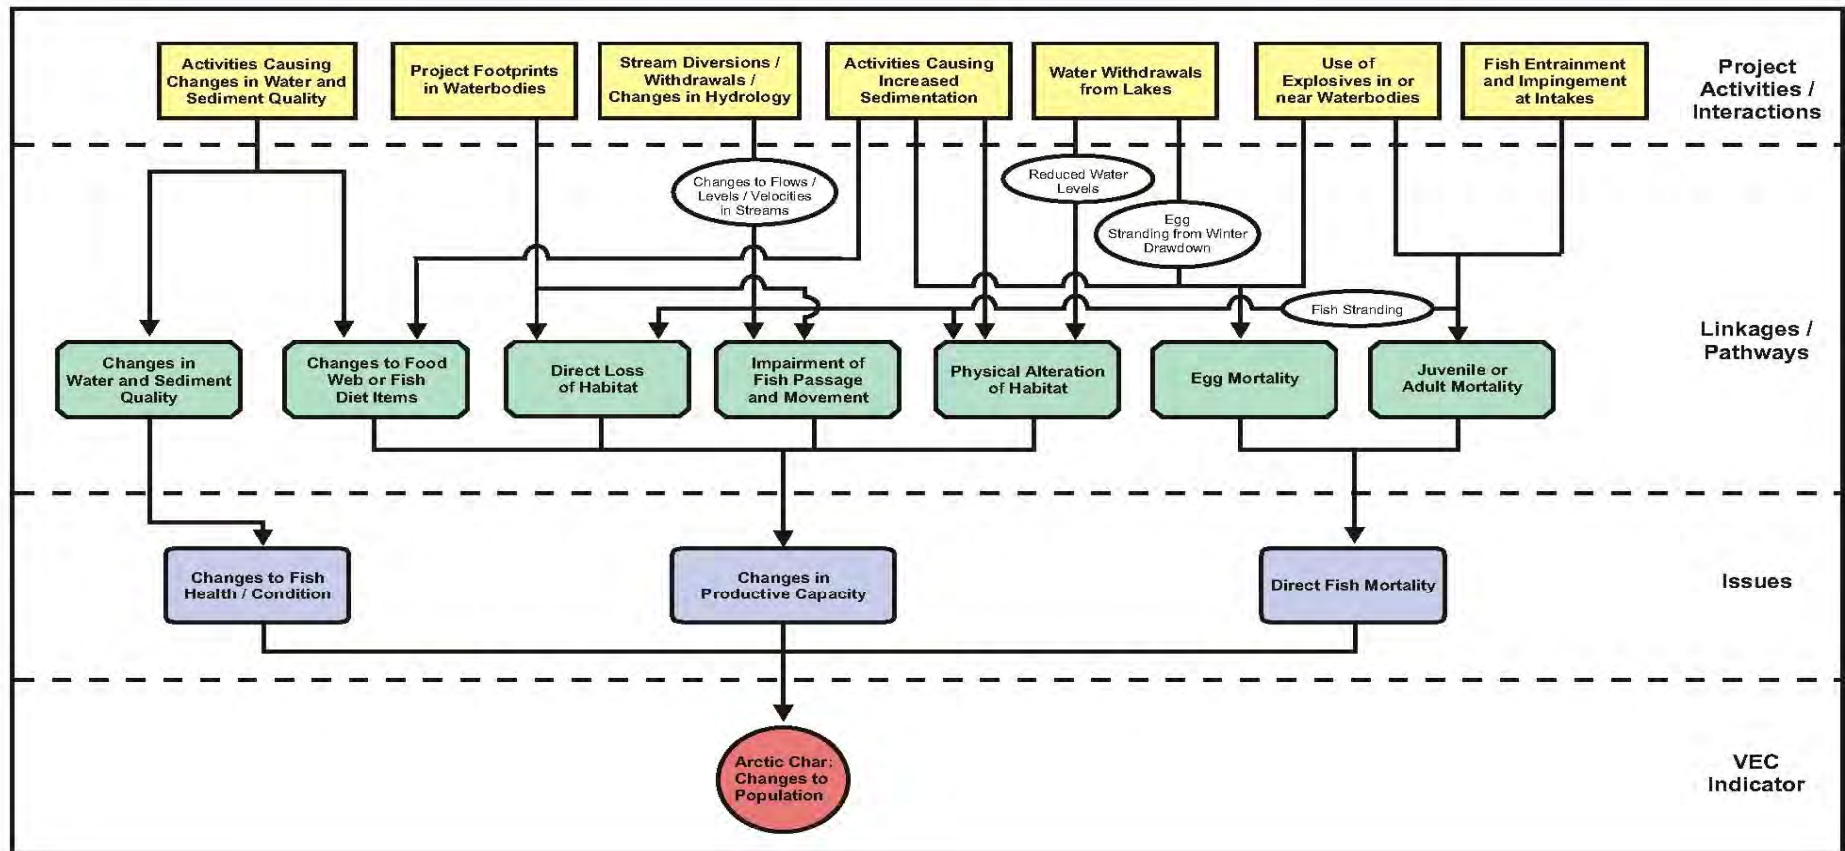 Activities Causing
Changes in Water and
Sediment Quality
Project Footprints
in Waterbodies
Stream Diversions /
Withdrawals /
Changes in Hydrology
Activities Causing
Increased
Sedimentation
Water Withdrawals
from Lakes
Use of
Explosives in or
near Waterbodies
Fish Entrainment
and Impingement
at Intakes
Project
Activities /
Interactions
Changes to Flows /
Levels / Velocities
in Streams
Reduced Water
Levels
Egg
Stranding from Winter
Drawdown
Fish Stranding
Changes in
Water and Sediment
Quality
Changes to Food
Web or Fish
Diet Items
Direct Loss
of Habitat
Impairment of
Fish Passage
and Movement
Physical Alteration
of Habitat
Egg Mortality
Juvenile or
Adult Mortality
Linkages /
Pathways
Changes to Fish
Health / Condition
Changes in
Productive Capacity
Direct Fish Mortality
Issues
Arctic Char:
Changes to
Population
VEC
Indicator